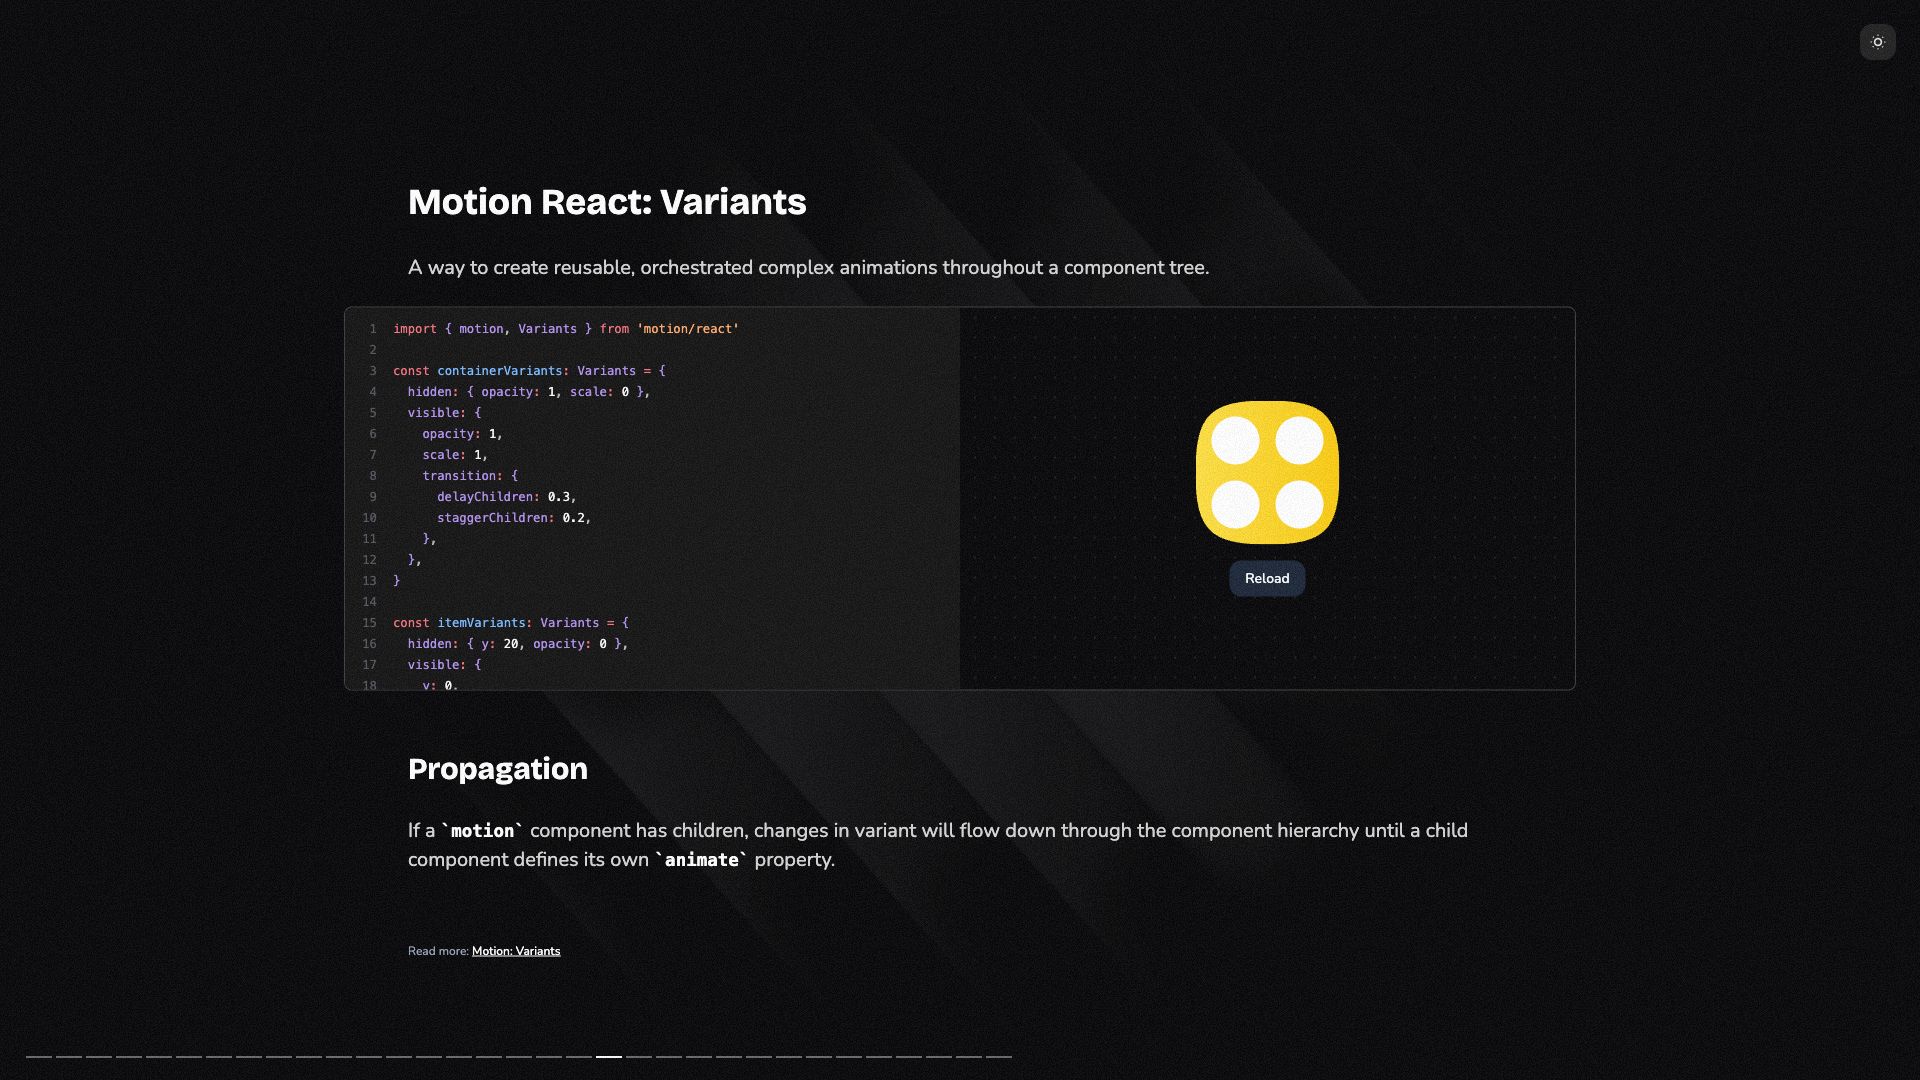 Motion React: Variants
A way to create reusable, orchestrated complex animations throughout a component tree.
1 import { motion, Variants } from 'motion/react'
2
3 const containerVariants: Variants = {
4 hidden: { opacity: 1, scale: 0 },
5 visible: {
6 opacity: 1,
7 scale: 1,
8 transition: {
9 delayChildren: 0.3,
10 staggerChildren: 0.2,
11 },
12 },
13 }
14
15 const itemVariants: Variants = {
16 hidden: { y: 20, opacity: 0 },
17 visible: {
18 y: 0,
Reload
Propagation
If a `motion` component has children, changes in variant will flow down through the component hierarchy until a child
component defines its own `animate` property.
Read more: Motion: Variants